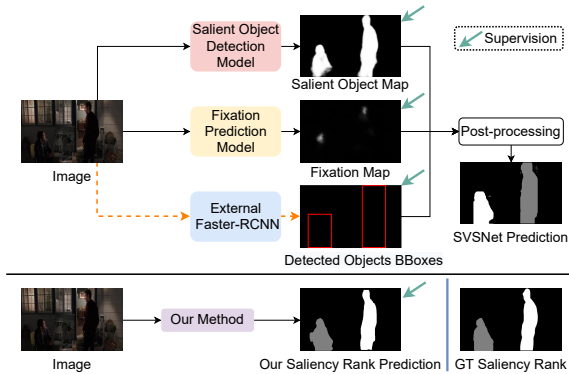 Salient Object
Detection
Model
Salient Object Map
Supervision
Fixation
Prediction
Model
Image
Fixation Map
Post-processing
External
Faster-RCNN
SVSNet Prediction
Detected Objects BBoxes
Our Method
Image
Our Saliency Rank Prediction
GT Saliency Rank